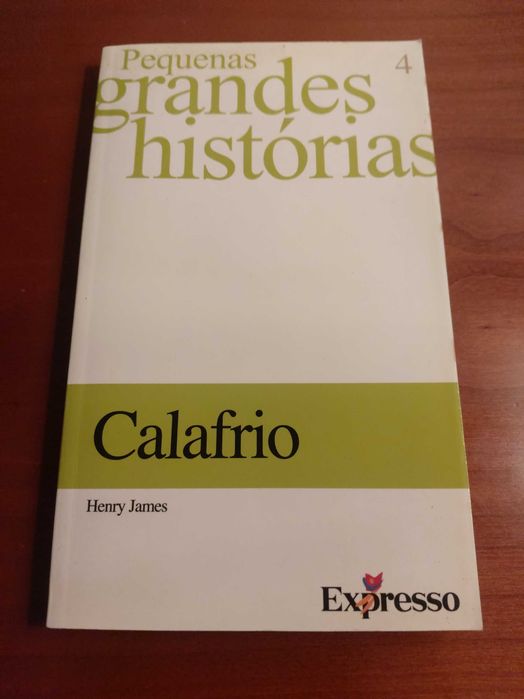 Pequenas
4
grandes
histórias
Calafrio
Henry James
Expresso